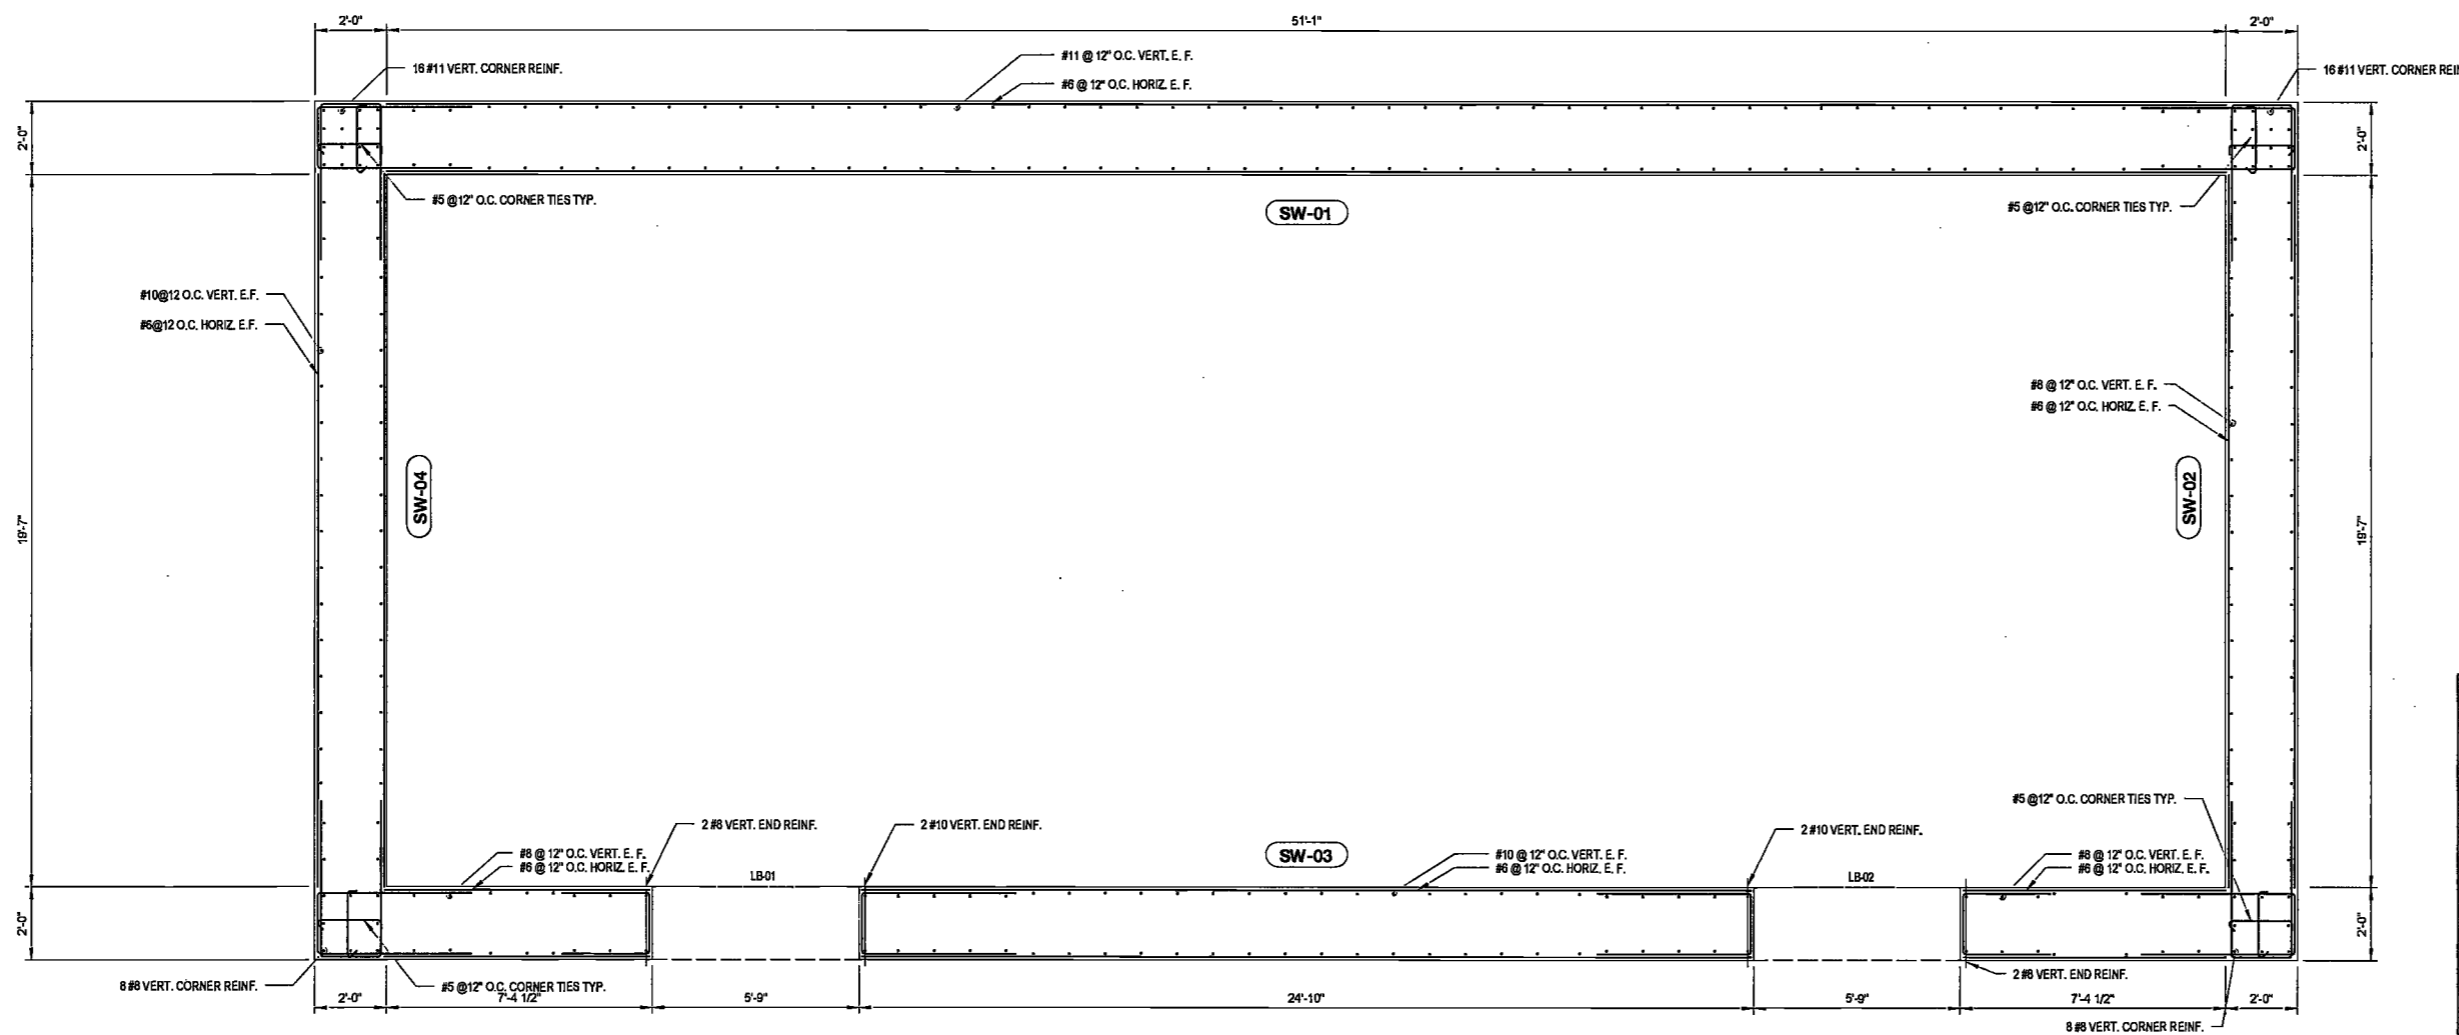 2'-0"
51'-1"
2'-0"
16 #11 VERT. CORNER REINF.
#11 @ 12" O.C. VERT. E. F.
#6 @ 12" O.C. HORIZ. E. F.
16 #11 VERT. CORNER REI
2'-0"
2'-0"
#5 @12" O.C. CORNER TIES TYP.
SW-01
#5 @12" O.C. CORNER TIES TYP.
#10@12 O.C. VERT. E.F.
#6@12 O.C. HORIZ. E.F.
#8 @ 12" O.C. VERT. E. F.
#6 @ 12" O.C. HORIZ. E. F.
SW-04
SW-02
19'-7"
19'-7"
#5 @12" O.C. CORNER TIES TYP.
2 #8 VERT. END REINF.
2 #10 VERT. END REINF.
2 #10 VERT. END REINF.
#8 @ 12" O.C. VERT. E. F.
#6 @ 12" O.C. HORIZ. E. F.
SW-03
#10 @ 12" O.C. VERT. E. F.
#6 @ 12" O.C. HORIZ. E. F.
#8 @ 12" O.C. VERT. E. F.
#6 @ 12" O.C. HORIZ. E. F.
LB-01
LB-02
2'-0"
2'-0"
8 #8 VERT. CORNER REINF.
#5 @12" O.C. CORNER TIES TYP.
2 #8 VERT. END REINF.
2'-0"
7'-4 1/2"
5'-9"
24'-10"
5'-9"
7'-4 1/2"
2'-0"
8 #8 VERT. CORNER REINF.